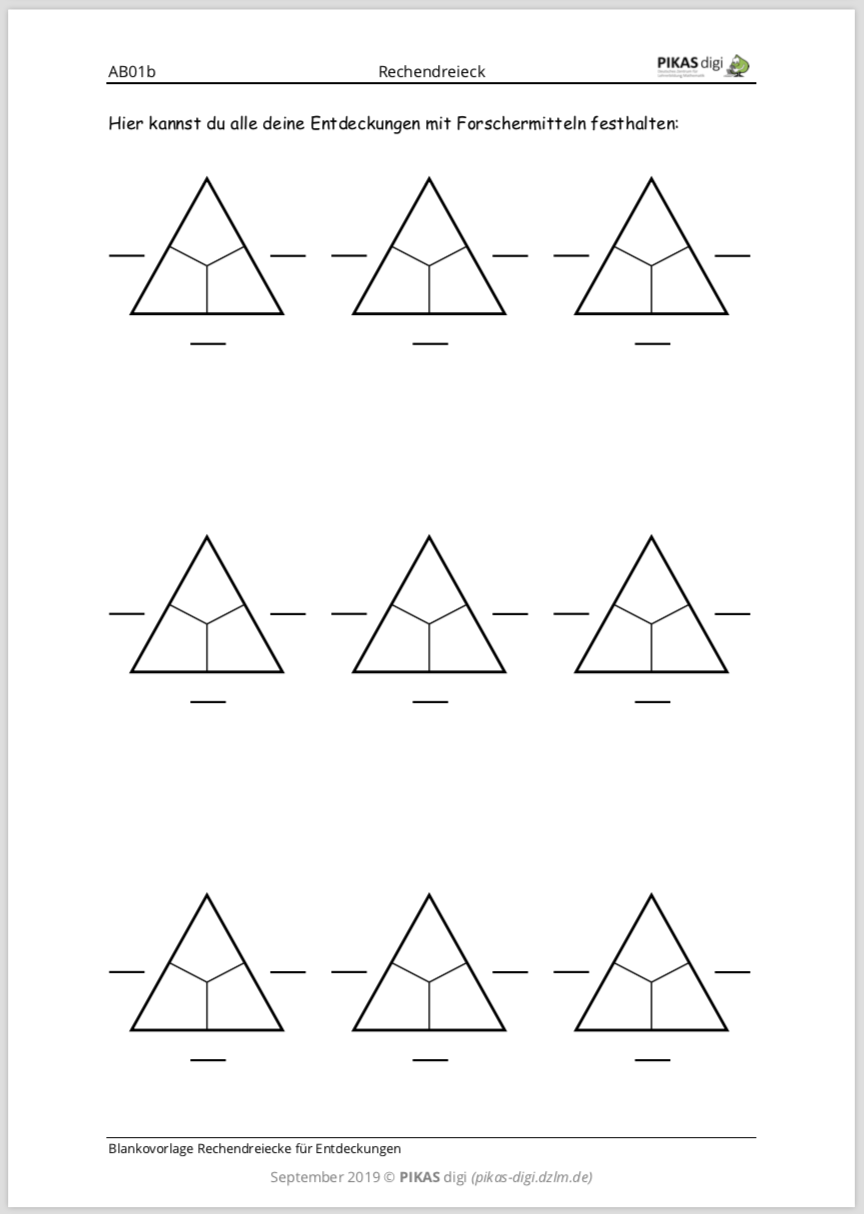 AB01b
Rechendreieck
PIKAS digi
Hier kannst du alle deine Entdeckungen mit Forschermitteln festhalten:
Blankovorlage Rechendreiecke für Entdeckungen
September 2019 © PIKAS digi (pikas-digi.dzlm.de)